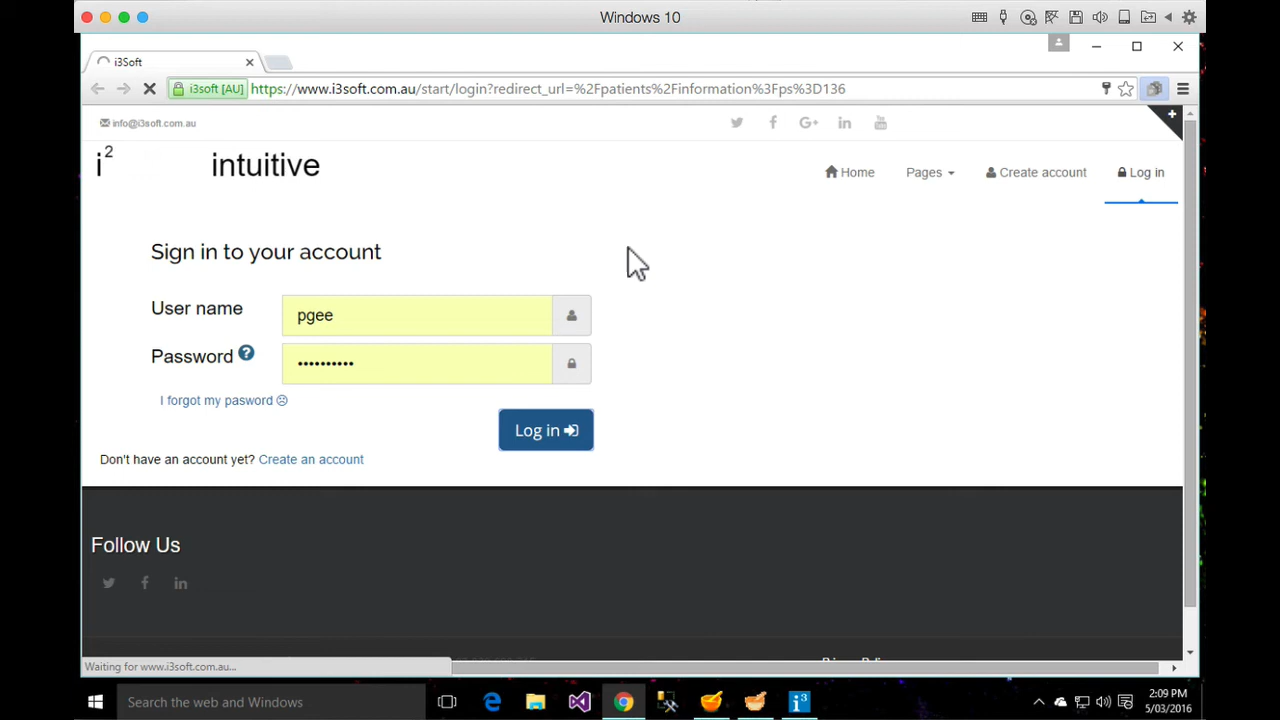 Windows 10
i3Soft
i3soft [AU] https://www.i3soft.com.au/start/login?redirect_url=%2Fpatients%2Finformation%3Fps%3D136
info@i3soft.com.au
i2 intuitive
Home Pages Create account Log in
Sign in to your account
User name pgee
Password ••••••••••
I forgot my pasword
Log in
Don't have an account yet? Create an account
Follow Us
Waiting for www.i3soft.com.au...
Search the web and Windows
2:09 PM
5/03/2016